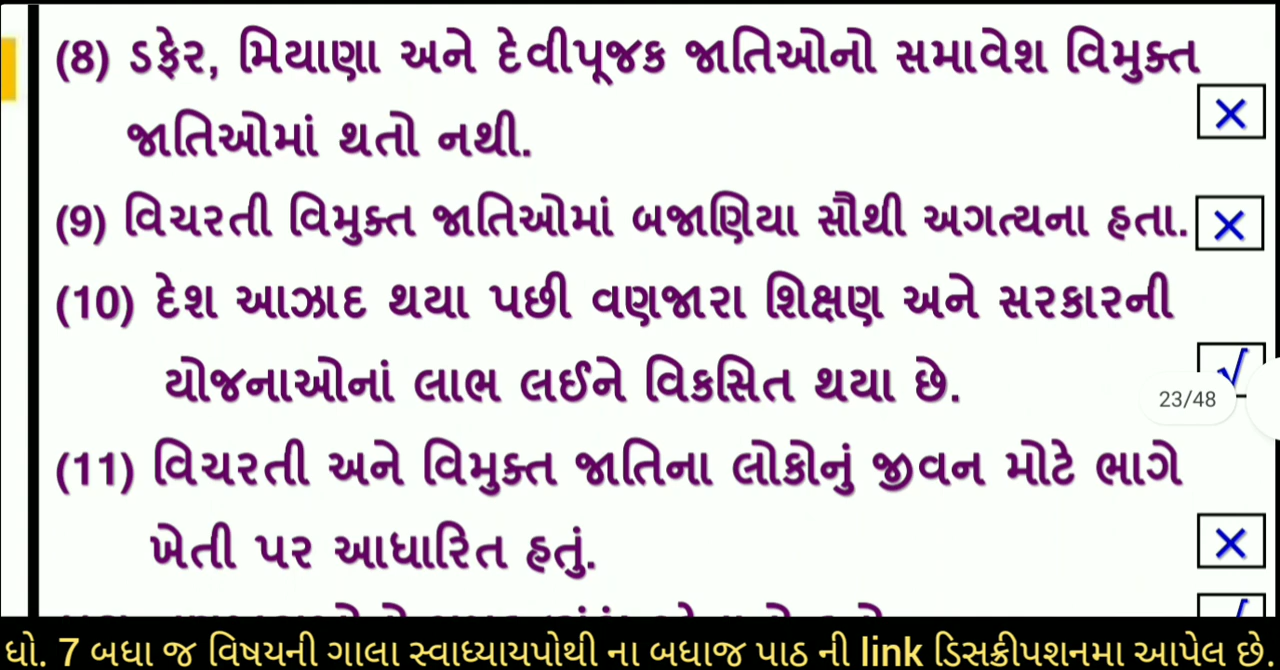 (8) ડફેર, મિયાણા અને દેવીપૂજક જાતિઓનો સમાવેશ વિમુક્ત
જાતિઓમાં થતો નથી. ×
(9) વિચરતી વિમુક્ત જાતિઓમાં બજાણિયા સૌથી અગત્યના હતા. ×
(10) દેશ આઝાદ થયા પછી વણજારા શિક્ષણ અને સરકારની
યોજનાઓનાં લાભ લઈને વિકસિત થયા છે. √
23/48
(11) વિચરતી અને વિમુક્ત જાતિના લોકોનું જીવન મોટે ભાગે
ખેતી પર આધારિત હતું. ×
ધો. 7 બધા જ વિષયની ગાલા સ્વાધ્યાયપોથી ના બધાજ પાઠ ની link ડિસક્રીપશનમા આપેલ છે.